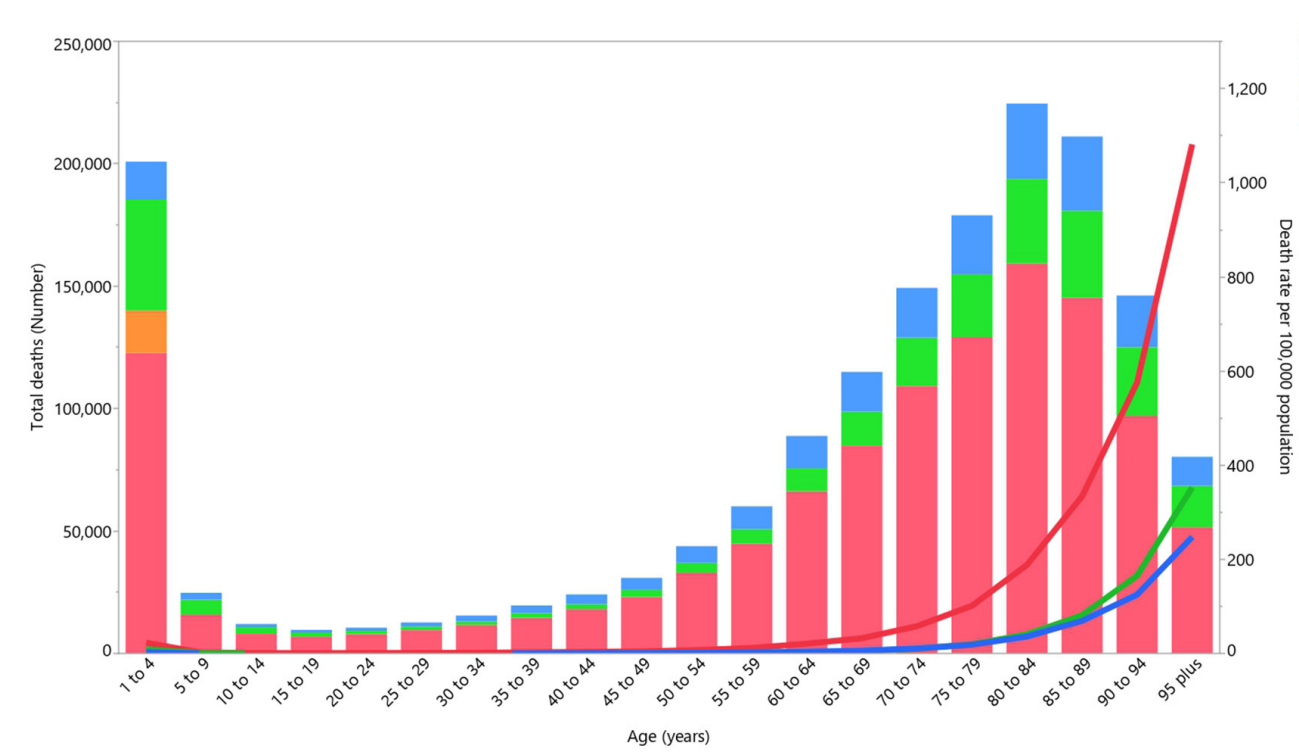 250,000
200,000
150,000
100,000
50,000
0
Total deaths (Number)
1,200
1,000
800
600
400
200
0
Death rate per 100,000 population
1 to 4
5 to 9
10 to 14
15 to 19
20 to 24
25 to 29
30 to 34
35 to 39
40 to 44
45 to 49
50 to 54
55 to 59
60 to 64
65 to 69
70 to 74
75 to 79
80 to 84
85 to 89
90 to 94
95 plus
Age (years)